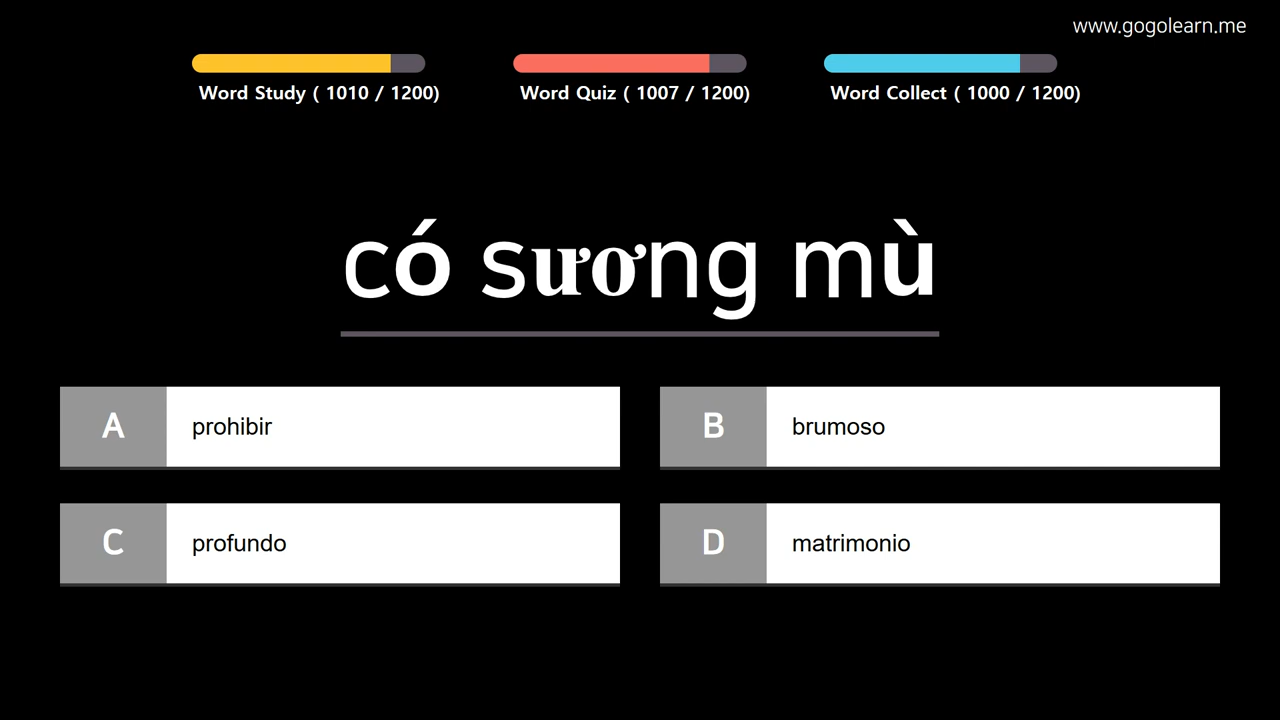 www.gogolearn.me
Word Study ( 1010 / 1200)
Word Quiz ( 1007 / 1200)
Word Collect ( 1000 / 1200)
có sương mù
A prohibir
B brumoso
C profundo
D matrimonio